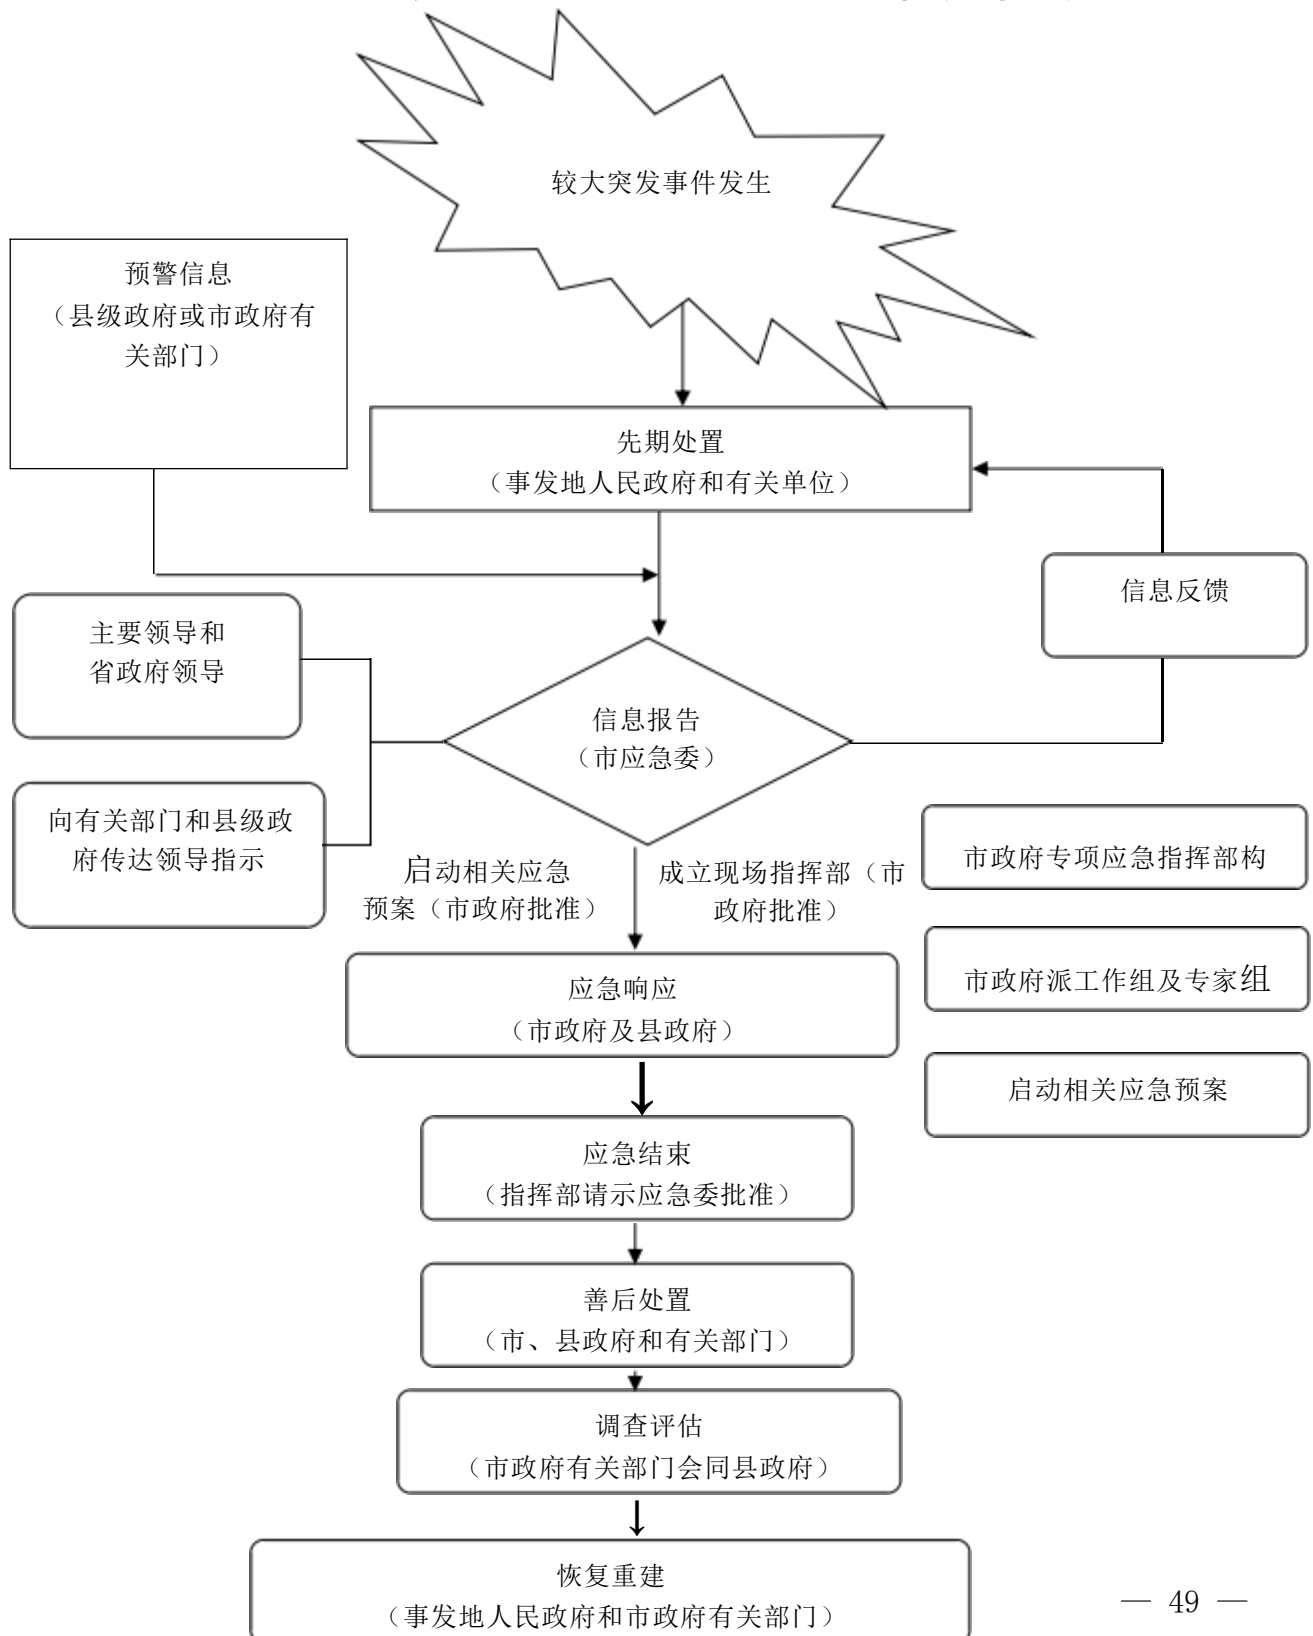 较大突发事件发生
预警信息
（县级政府或市政府有
关部门）
先期处置
（事发地人民政府和有关单位）
信息反馈
主要领导和
省政府领导
信息报告
（市应急委）
向有关部门和县级政
府传达领导指示
启动相关应急
预案（市政府批准）
成立现场指挥部（市
政府批准）
市政府专项应急指挥部构
市政府派工作组及专家组
启动相关应急预案
应急响应
（市政府及县政府）
应急结束
（指挥部请示应急委批准）
善后处置
（市、县政府和有关部门）
调查评估
（市政府有关部门会同县政府）
恢复重建
（事发地人民政府和市政府有关部门）
— 49 —